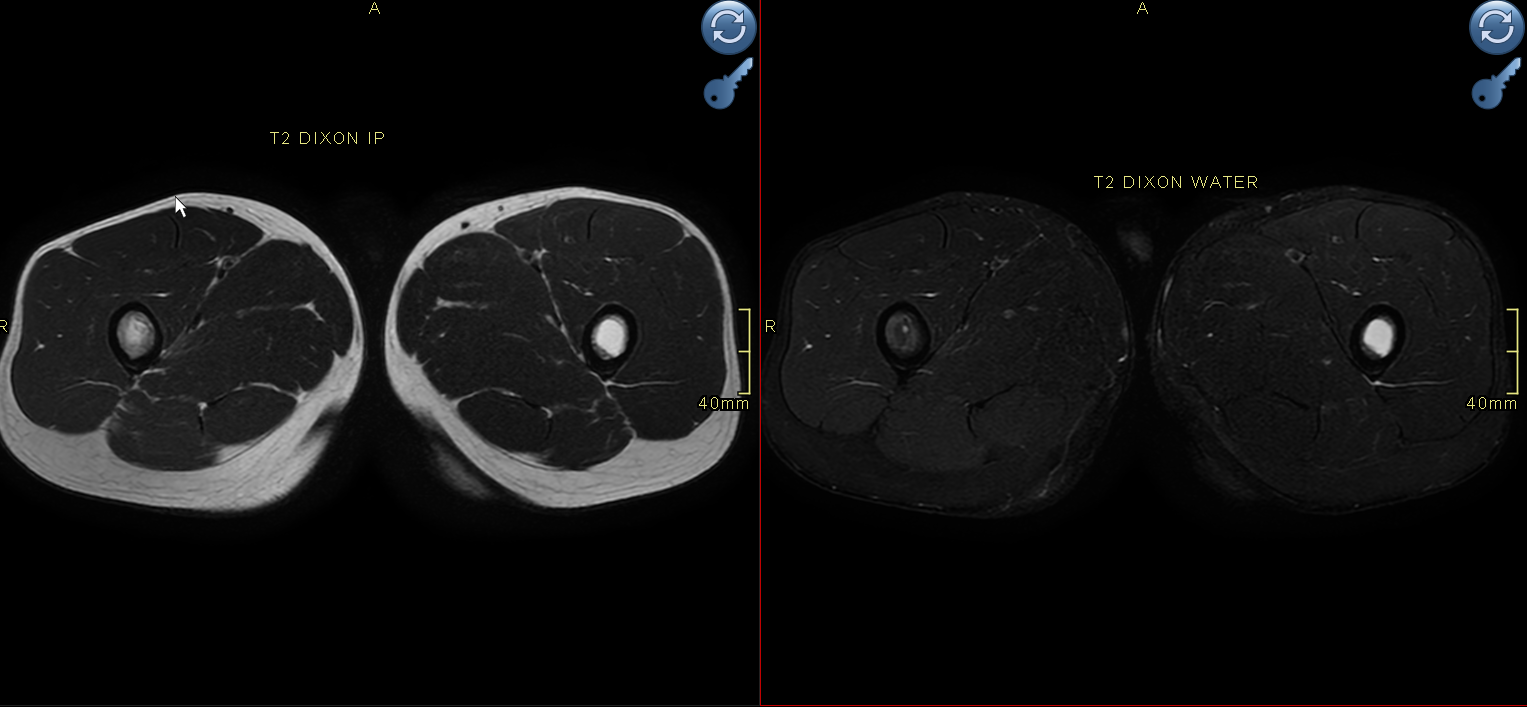 A
A
T2 DIXON IP
T2 DIXON WATER
R
R
40mm
40mm